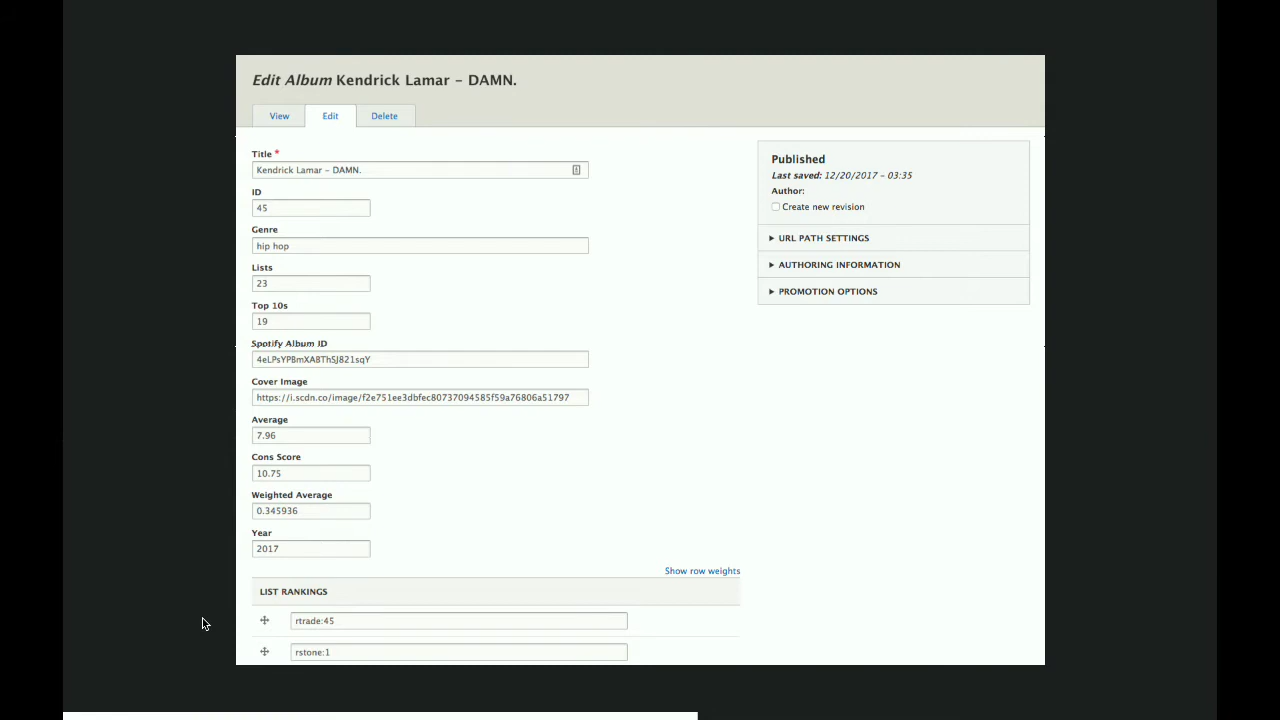 Edit Album Kendrick Lamar – DAMN.
View
Edit
Delete
Title *
Kendrick Lamar – DAMN.
ID
45
Genre
hip hop
Lists
23
Top 10s
19
Spotify Album ID
4eLPsYPBmXABThSJ821sqY
Cover Image
https://i.scdn.co/image/f2e751ee3dbfec80737094585f59a76806a51797
Average
7.96
Cons Score
10.75
Weighted Average
0.345936
Year
2017
Show row weights
LIST RANKINGS
rtrade:45
rstone:1
Published
Last saved: 12/20/2017 – 03:35
Author:
Create new revision
URL PATH SETTINGS
AUTHORING INFORMATION
PROMOTION OPTIONS